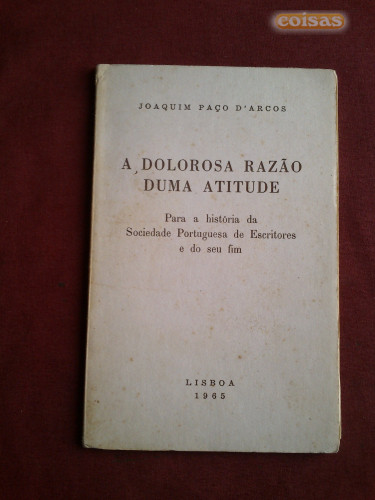 coisas
JOAQUIM PAÇO D'ARCOS
A DOLOROSA RAZÃO
DUMA ATITUDE
Para a história da
Sociedade Portuguesa de Escritores
e do seu fim
LISBOA
1965